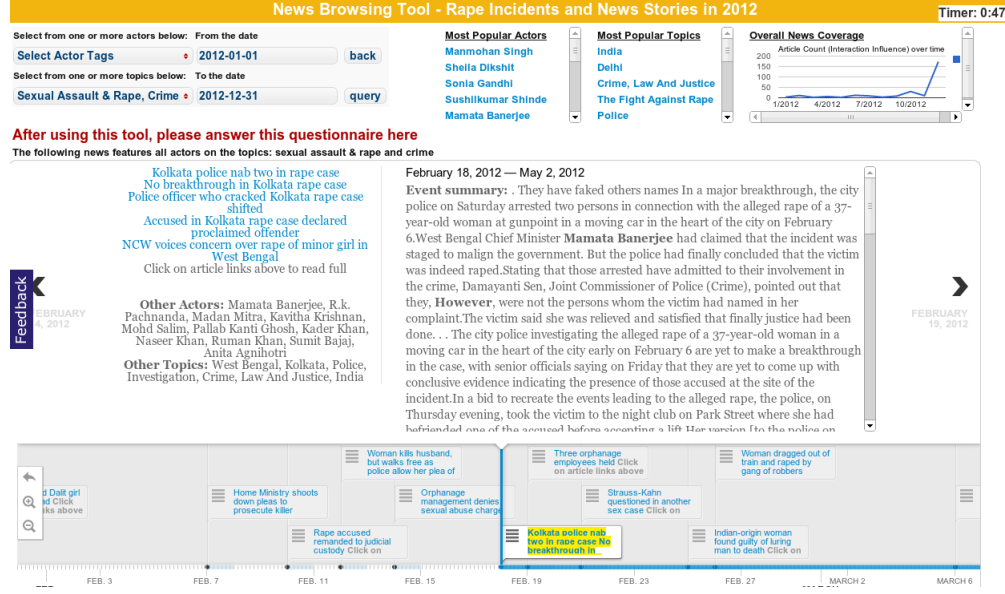 News Browsing Tool - Rape Incidents and News Stories in 2012
Timer: 0:47
Select from one or more actors below: From the date
Select Actor Tags 2012-01-01 back
Select from one or more topics below: To the date
Sexual Assault & Rape, Crime 2012-12-31 query
Most Popular Actors
Manmohan Singh
Sheila Dikshit
Sonia Gandhi
Sushilkumar Shinde
Mamata Banerjee
Most Popular Topics
India
Delhi
Crime, Law And Justice
The Fight Against Rape
Police
Overall News Coverage
Article Count (Interaction Influence) over time
200
150
100
50
0
1/2012 4/2012 7/2012 10/2012
After using this tool, please answer this questionnaire here
The following news features all actors on the topics: sexual assault & rape and crime
Kolkata police nab two in rape case
No breakthrough in Kolkata rape case
Police officer who cracked Kolkata rape case
shifted
Accused in Kolkata rape case declared
proclaimed offender
NCW voices concern over rape of minor girl in
West Bengal
Click on article links above to read full
Other Actors: Mamata Banerjee, R.k.
Pachnanda, Madan Mitra, Kavitha Krishnan,
Mohd Salim, Pallab Kanti Ghosh, Kader Khan,
Naseer Khan, Ruman Khan, Sumit Bajaj,
Anita Agnihotri
Other Topics: West Bengal, Kolkata, Police,
Investigation, Crime, Law And Justice, India
Feedback
FEBRUARY
4, 2012
February 18, 2012 — May 2, 2012
Event summary: . They have faked others names In a major breakthrough, the city
police on Saturday arrested two persons in connection with the alleged rape of a 37-
year-old woman at gunpoint in a moving car in the heart of the city on February
6.West Bengal Chief Minister Mamata Banerjee had claimed that the incident was
staged to malign the government. But the police had finally concluded that the victim
was indeed raped.Stating that those arrested have admitted to their involvement in
the crime, Damayanti Sen, Joint Commissioner of Police (Crime), pointed out that
they, However, were not the persons whom the victim had named in her
complaint.The victim said she was relieved and satisfied that finally justice had been
done. . . The city police investigating the alleged rape of a 37-year-old woman in a
moving car in the heart of the city early on February 6 are yet to make a breakthrough
in the case, with senior officials saying on Friday that they are yet to come up with
conclusive evidence indicating the presence of those accused at the site of the
incident.In a bid to recreate the events leading to the alleged rape, the police, on
Thursday evening, took the victim to the night club on Park Street where she had
befriended one of the accused before accepting a lift.Her version [to the police on
FEBRUARY
19, 2012
Woman kills husband,
but walks free as
police allow her plea of
Three orphanage
employees held Click
on article links above
Woman dragged out of
train and raped by
gang of robbers
d Dalit girl
ad Click
nks above
Home Ministry shoots
down pleas to
prosecute killer
Orphanage
management denies
sexual abuse charge
Strauss-Kahn
questioned in another
sex case Click on
Rape accused
remanded to judicial
custody Click on
Kolkata police nab
two in rape case No
breakthrough in
Indian-origin woman
found guilty of luring
man to death Click on
FEB. 3 FEB. 7 FEB. 11 FEB. 15 FEB. 19 FEB. 23 FEB. 27 MARCH 2 MARCH 6